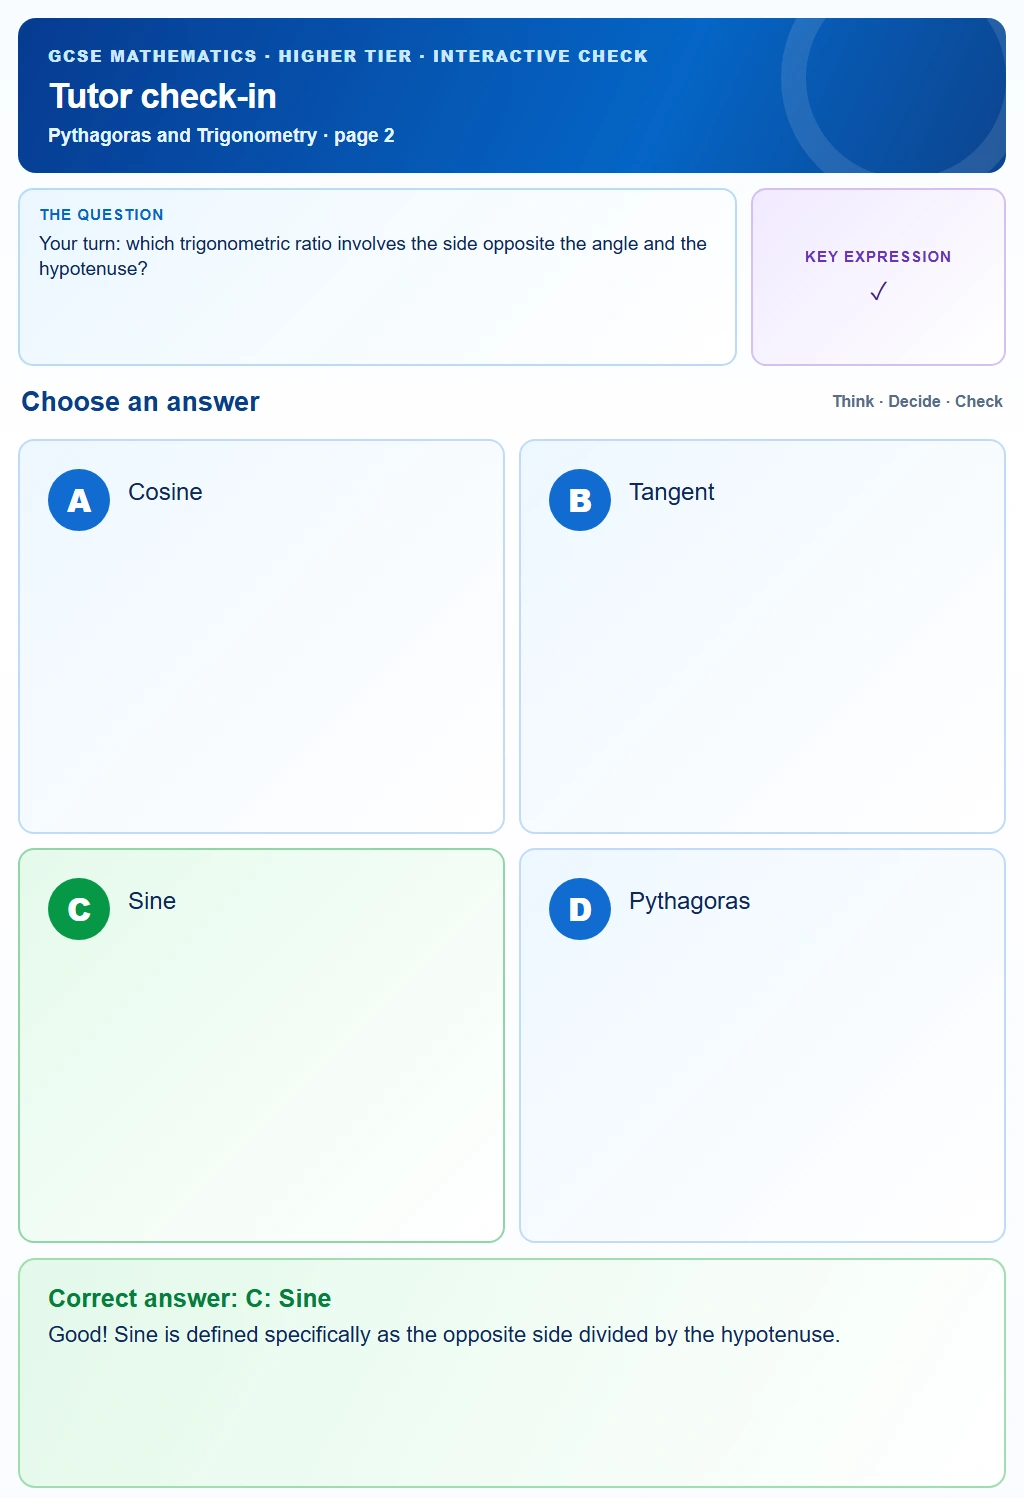 GCSE MATHEMATICS · HIGHER TIER · INTERACTIVE CHECK
Tutor check-in
Pythagoras and Trigonometry · page 2
THE QUESTION
Your turn: which trigonometric ratio involves the side opposite the angle and the
hypotenuse?
KEY EXPRESSION
✓
Choose an answer
Think · Decide · Check
A Cosine
B Tangent
C Sine
D Pythagoras
Correct answer: C: Sine
Good! Sine is defined specifically as the opposite side divided by the hypotenuse.